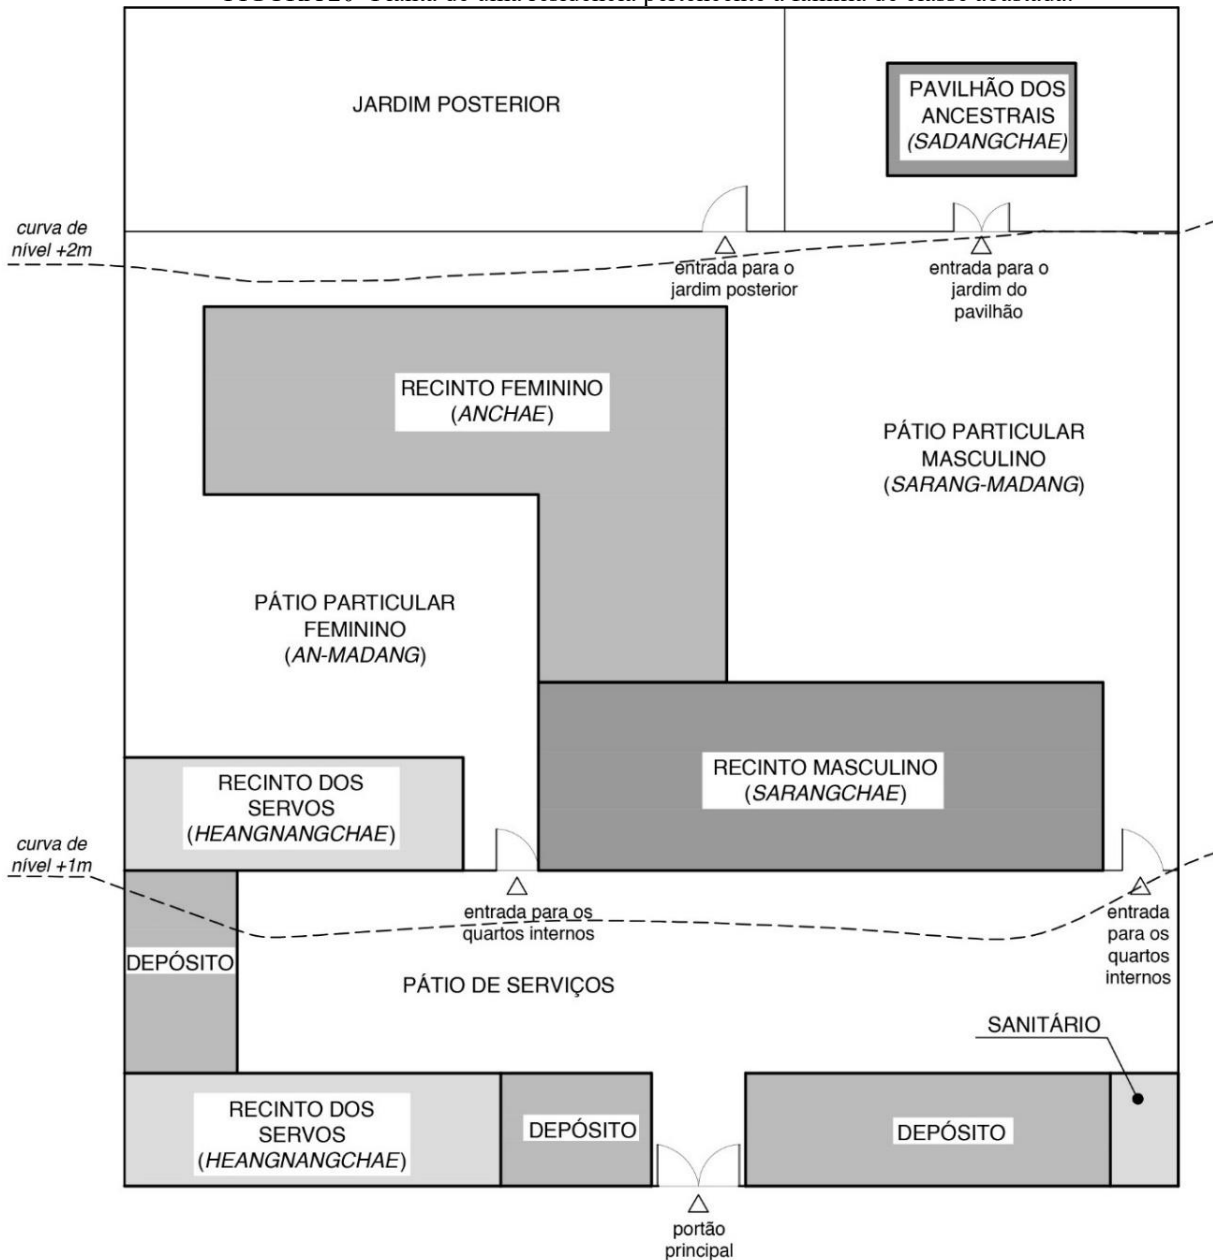 JARDIM POSTERIOR
PAVILHÃO DOS
ANCESTRAIS
(SADANGCHAE)
curva de
nível +2m
entrada para o
jardim posterior
entrada para o
jardim do
pavilhão
RECINTO FEMININO
(ANCHAE)
PÁTIO PARTICULAR
MASCULINO
(SARANG-MADANG)
PÁTIO PARTICULAR
FEMININO
(AN-MADANG)
RECINTO DOS
SERVOS
(HEANGNANGCHAE)
RECINTO MASCULINO
(SARANGCHAE)
curva de
nível +1m
entrada para os
quartos internos
entrada
para os
quartos
internos
DEPÓSITO
PÁTIO DE SERVIÇOS
SANITÁRIO
RECINTO DOS
SERVOS
(HEANGNANGCHAE)
DEPÓSITO
DEPÓSITO
portão
principal